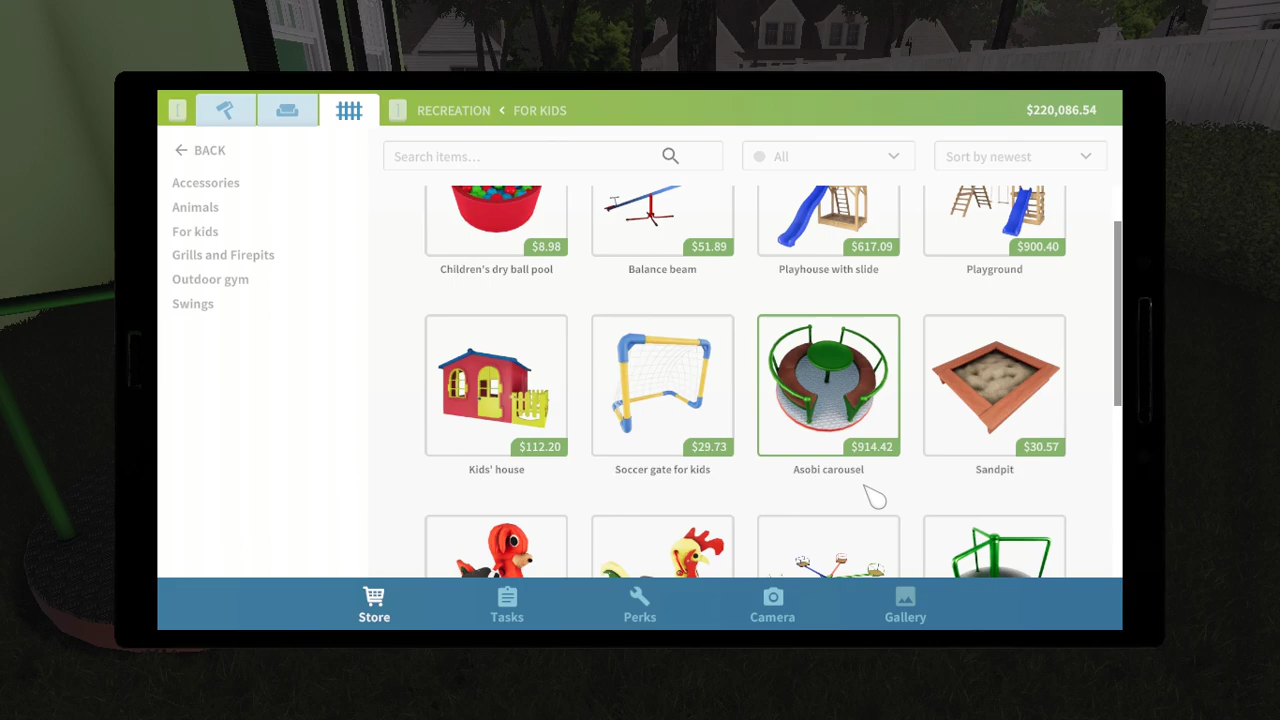 RECREATION < FOR KIDS
$220,086.54
BACK
Search items...
All
Sort by newest
Accessories
Animals
For kids
Grills and Firepits
Outdoor gym
Swings
$8.98
$51.89
$617.09
$900.40
Children's dry ball pool
Balance beam
Playhouse with slide
Playground
$112.20
$29.73
$914.42
$30.57
Kids' house
Soccer gate for kids
Asobi carousel
Sandpit
Store
Tasks
Perks
Camera
Gallery